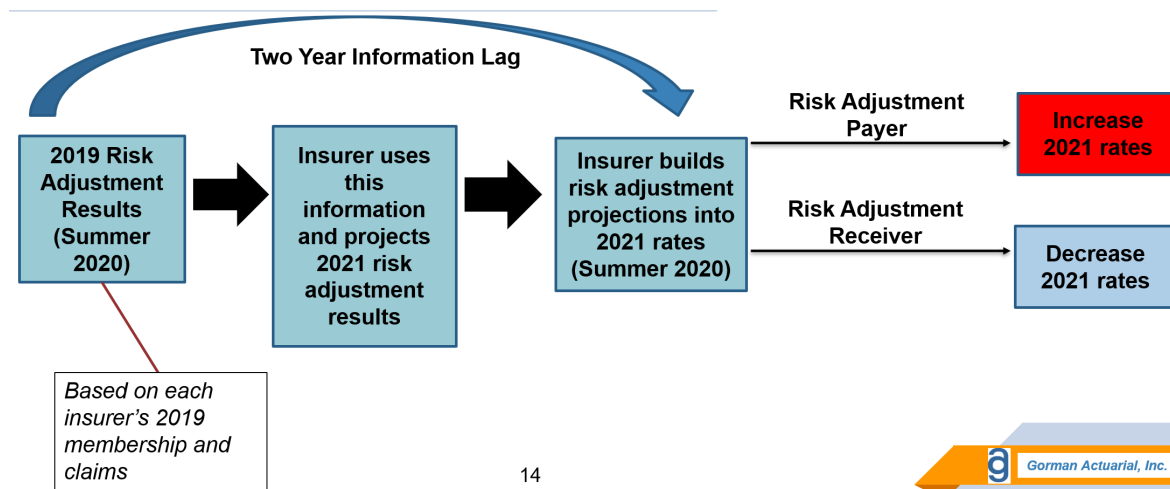 Two Year Information Lag
2019 Risk
Adjustment
Results
(Summer
2020)
Insurer uses
this
information
and projects
2021 risk
adjustment
results
Insurer builds
risk adjustment
projections into
2021 rates
(Summer 2020)
Risk Adjustment
Payer
Increase
2021 rates
Risk Adjustment
Receiver
Decrease
2021 rates
Based on each
insurer’s 2019
membership and
claims
14
Gorman Actuarial, Inc.